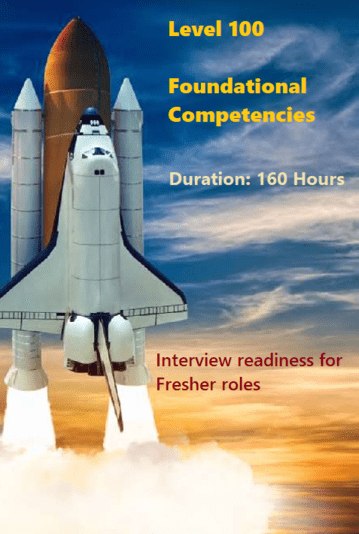 Level 100
Foundational
Competencies
Duration: 160 Hours
Interview readiness for
Fresher roles